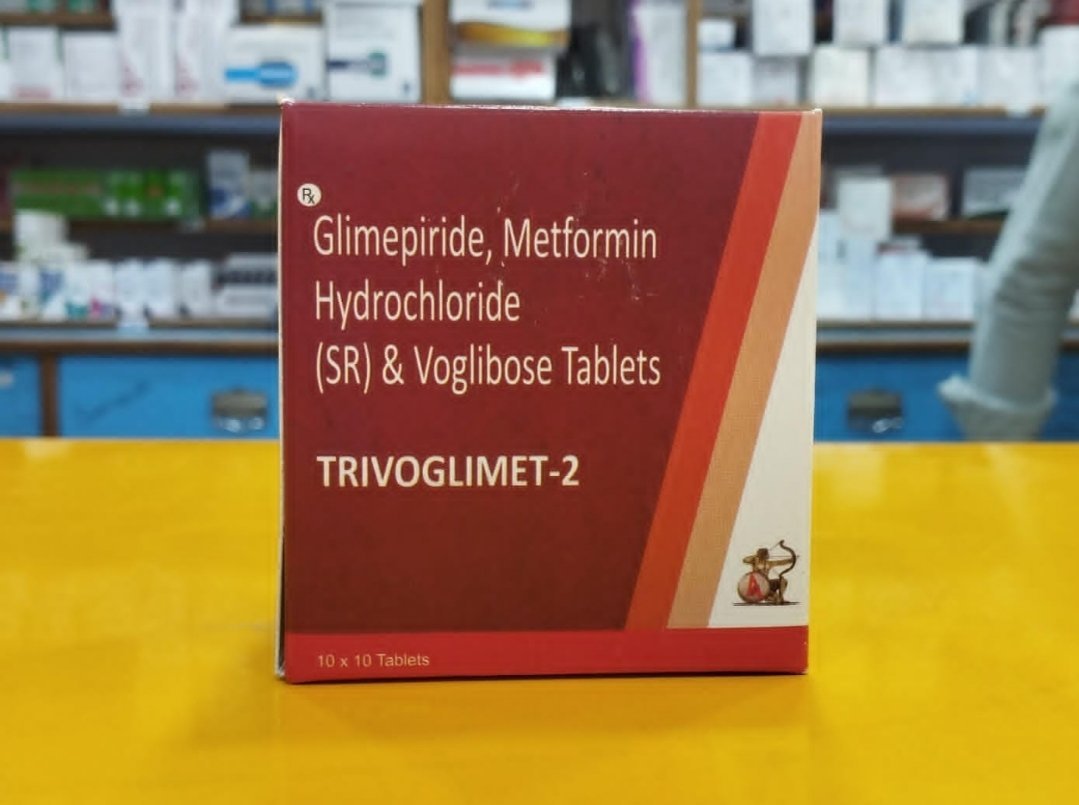 Rx
Glimepiride, Metformin
Hydrochloride
(SR) & Voglibose Tablets
TRIVOGLIMET-2
10 x 10 Tablets